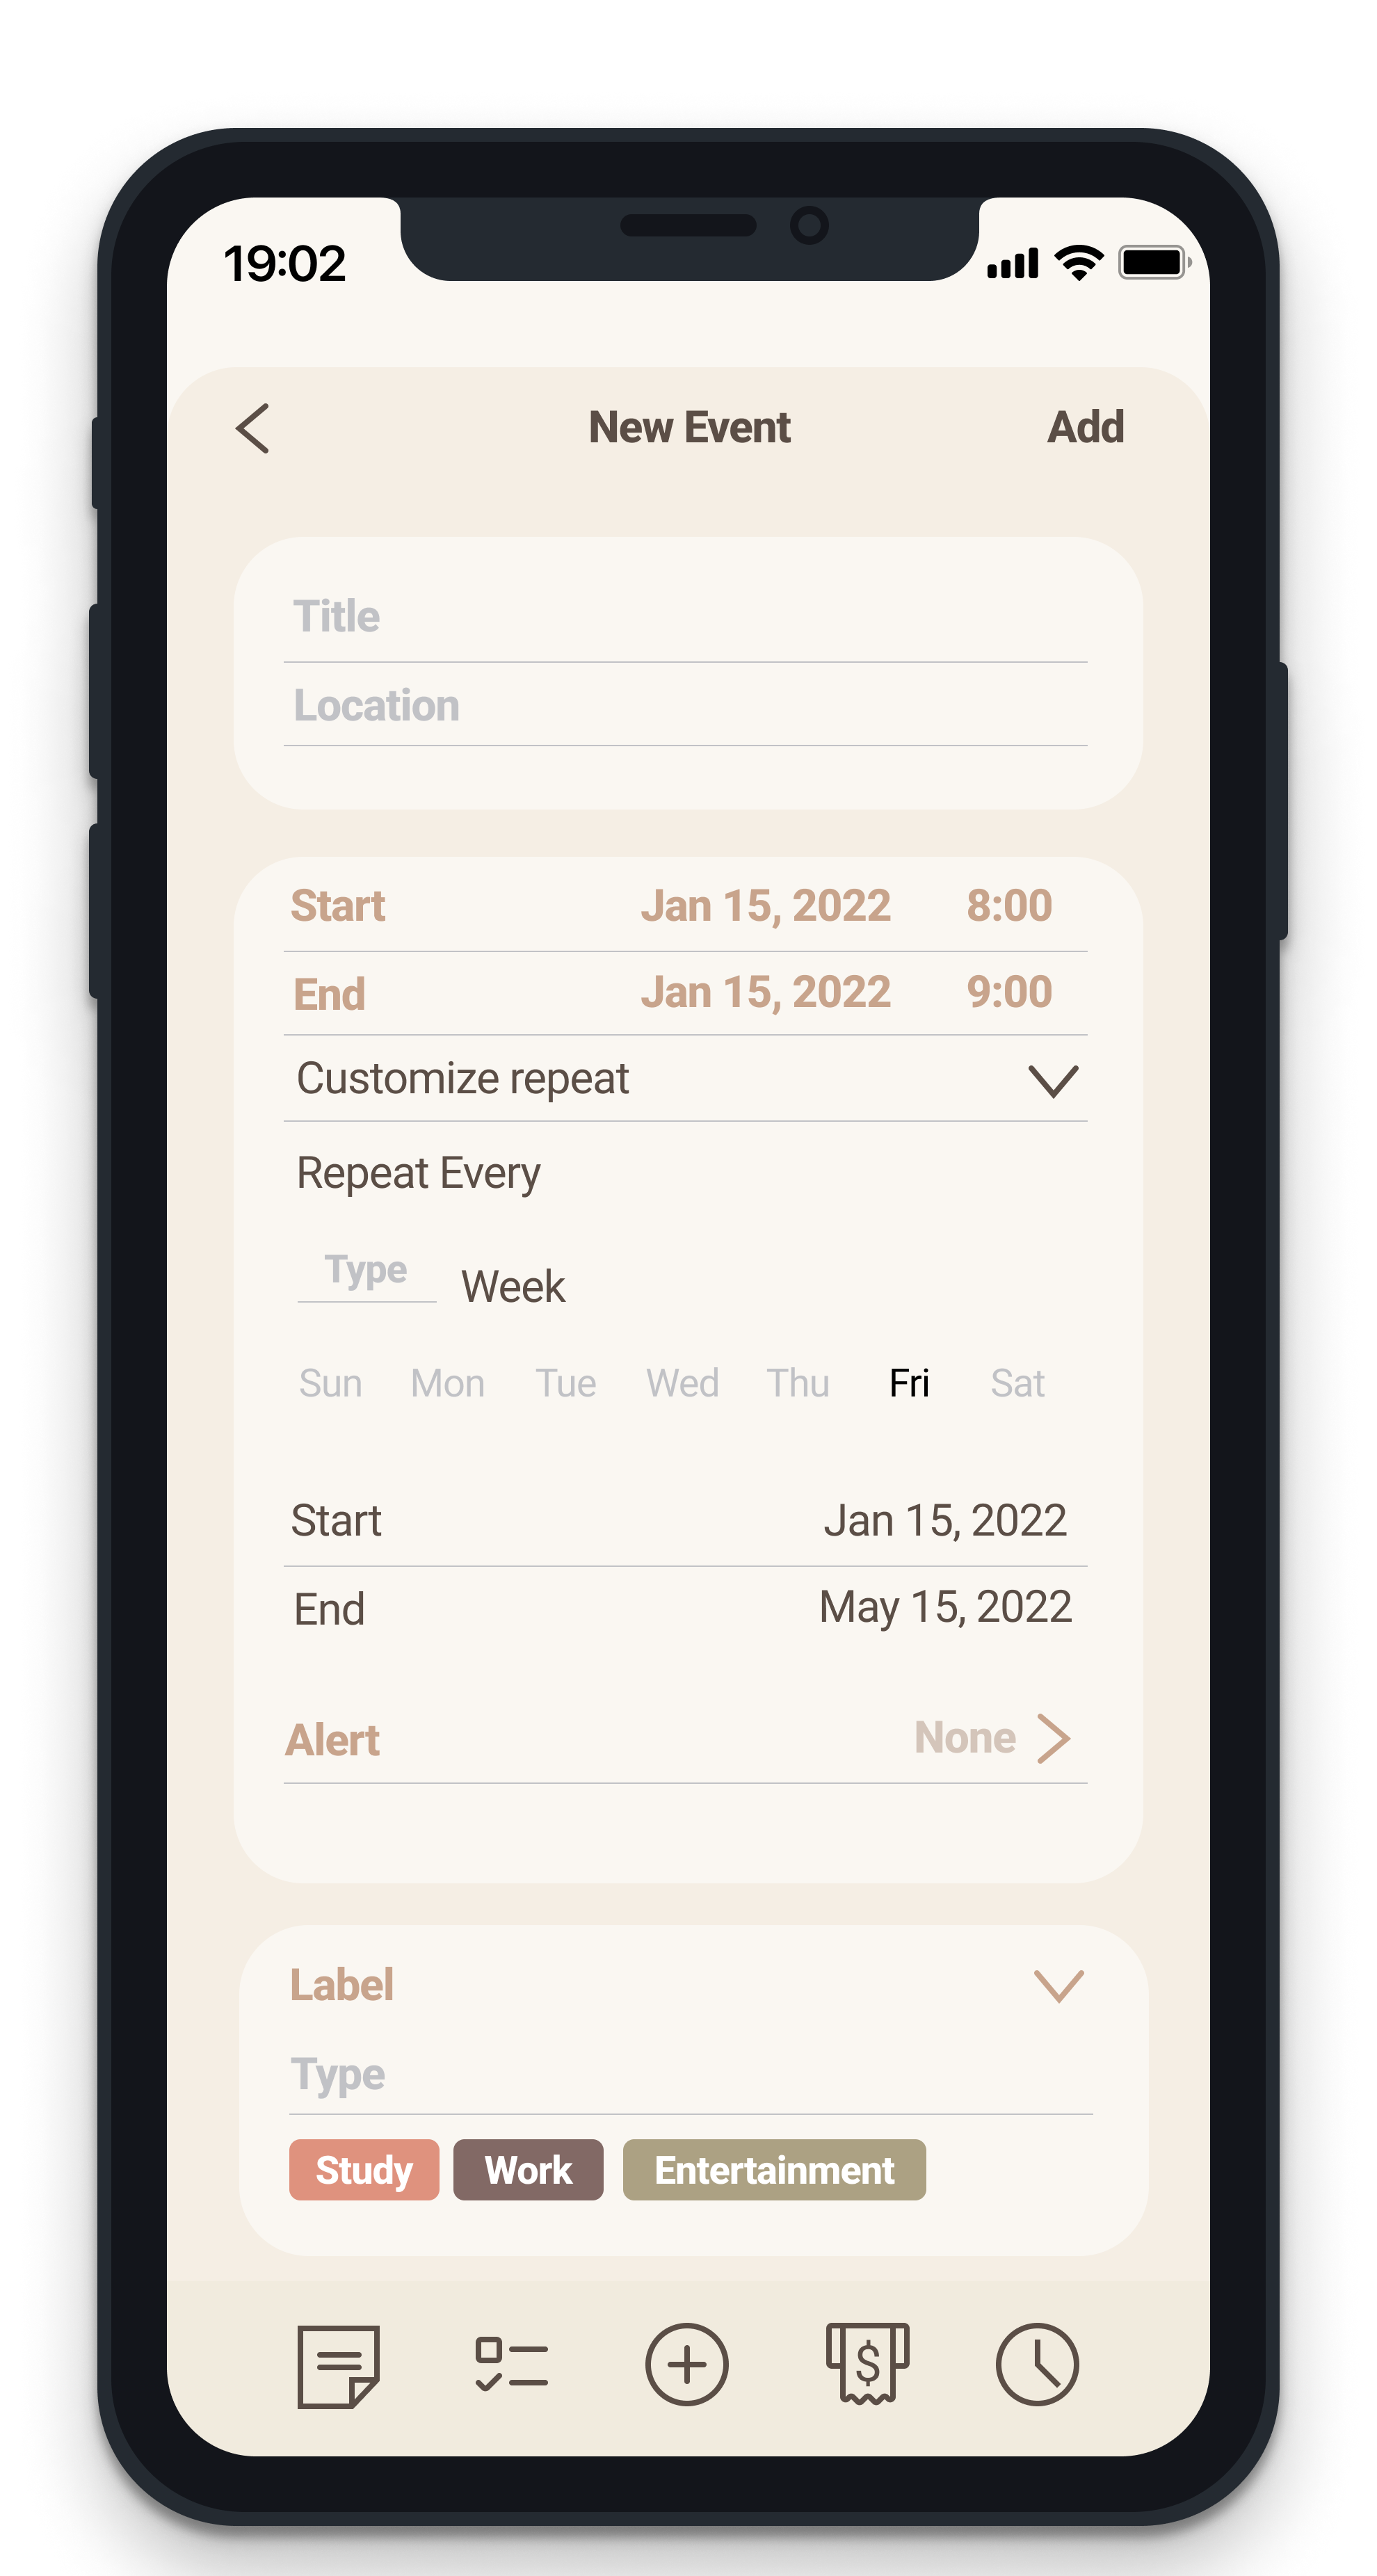 19:02
New Event Add
Title
Location
Start Jan 15, 2022 8:00
End Jan 15, 2022 9:00
Customize repeat
Repeat Every
Type Week
Sun Mon Tue Wed Thu Fri Sat
Start Jan 15, 2022
End May 15, 2022
Alert None
Label
Type
Study Work Entertainment
$